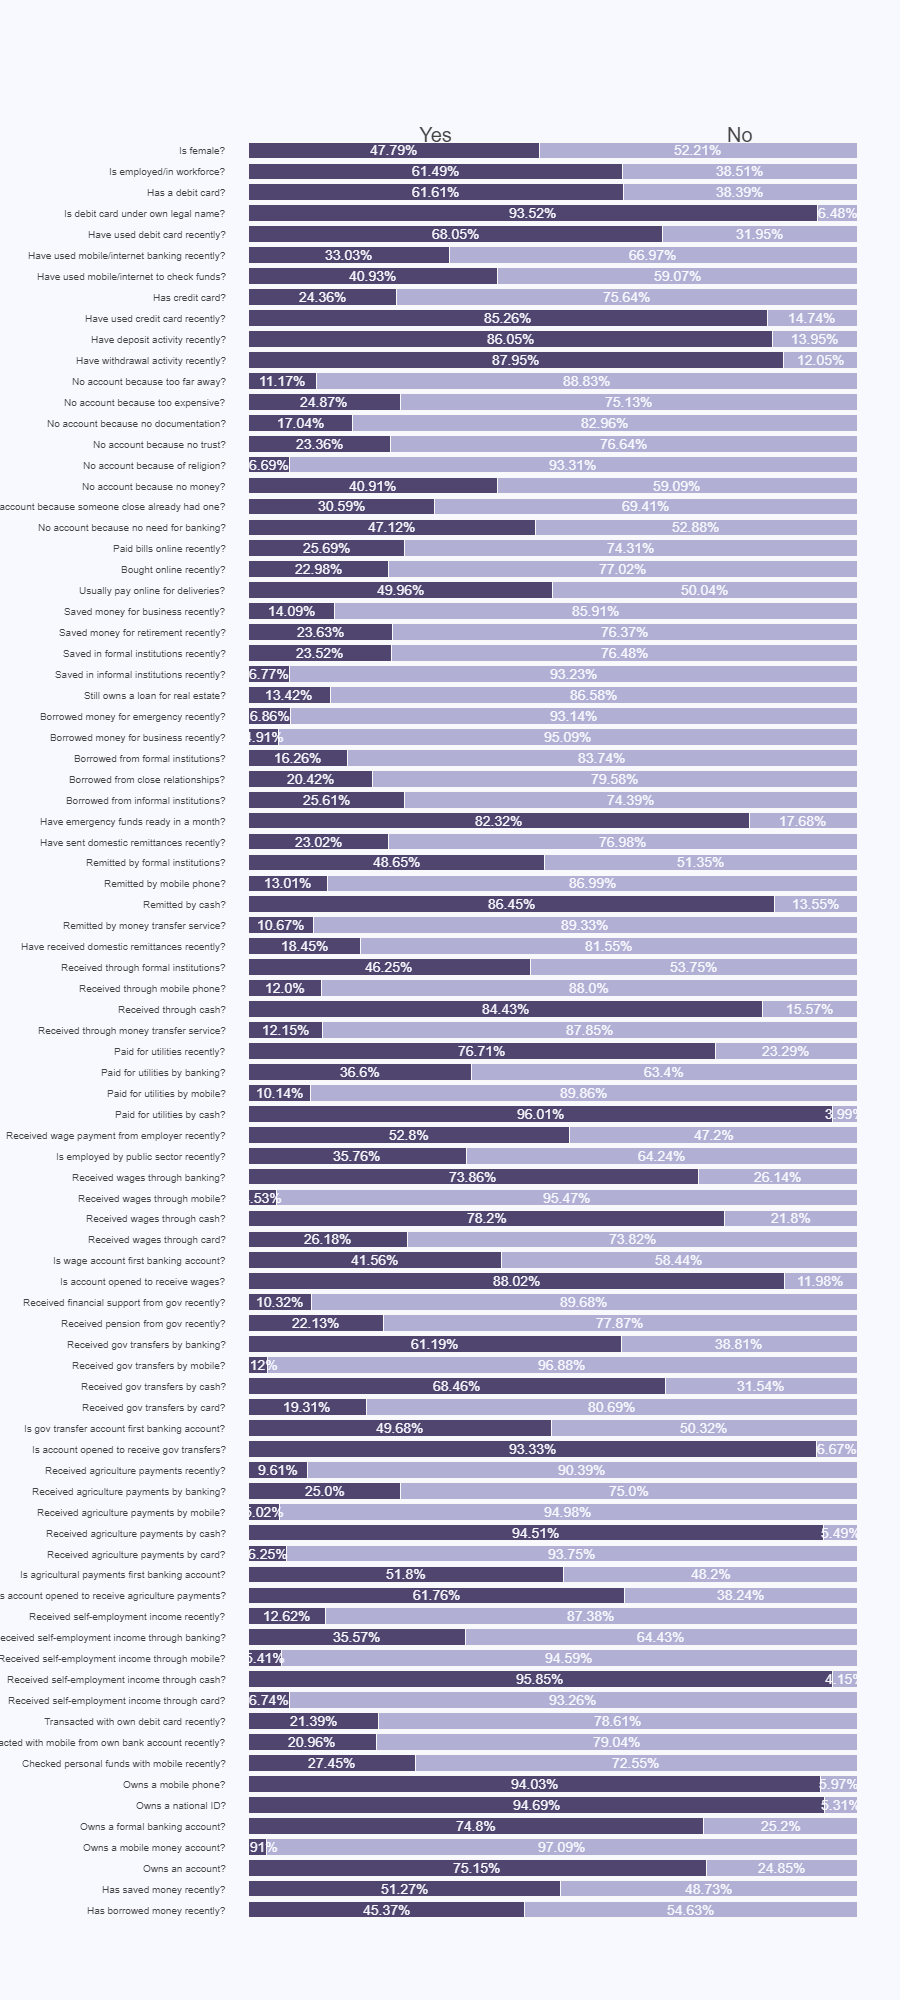 Yes No
Is female? 47.79% 52.21%
Is employed/in workforce? 61.49% 38.51%
Has a debit card? 61.61% 38.39%
Is debit card under own legal name? 93.52% 6.48%
Have used debit card recently? 68.05% 31.95%
Have used mobile/internet banking recently? 33.03% 66.97%
Have used mobile/internet to check funds? 40.93% 59.07%
Has credit card? 24.36% 75.64%
Have used credit card recently? 85.26% 14.74%
Have deposit activity recently? 86.05% 13.95%
Have withdrawal activity recently? 87.95% 12.05%
No account because too far away? 11.17% 88.83%
No account because too expensive? 24.87% 75.13%
No account because no documentation? 17.04% 82.96%
No account because no trust? 23.36% 76.64%
No account because of religion? 6.69% 93.31%
No account because no money? 40.91% 59.09%
account because someone close already had one? 30.59% 69.41%
No account because no need for banking? 47.12% 52.88%
Paid bills online recently? 25.69% 74.31%
Bought online recently? 22.98% 77.02%
Usually pay online for deliveries? 49.96% 50.04%
Saved money for business recently? 14.09% 85.91%
Saved money for retirement recently? 23.63% 76.37%
Saved in formal institutions recently? 23.52% 76.48%
Saved in informal institutions recently? 6.77% 93.23%
Still owns a loan for real estate? 13.42% 86.58%
Borrowed money for emergency recently? 6.86% 93.14%
Borrowed money for business recently? 4.91% 95.09%
Borrowed from formal institutions? 16.26% 83.74%
Borrowed from close relationships? 20.42% 79.58%
Borrowed from informal institutions? 25.61% 74.39%
Have emergency funds ready in a month? 82.32% 17.68%
Have sent domestic remittances recently? 23.02% 76.98%
Remitted by formal institutions? 48.65% 51.35%
Remitted by mobile phone? 13.01% 86.99%
Remitted by cash? 86.45% 13.55%
Remitted by money transfer service? 10.67% 89.33%
Have received domestic remittances recently? 18.45% 81.55%
Received through formal institutions? 46.25% 53.75%
Received through mobile phone? 12.0% 88.0%
Received through cash? 84.43% 15.57%
Received through money transfer service? 12.15% 87.85%
Paid for utilities recently? 76.71% 23.29%
Paid for utilities by banking? 36.6% 63.4%
Paid for utilities by mobile? 10.14% 89.86%
Paid for utilities by cash? 96.01% 3.99%
Received wage payment from employer recently? 52.8% 47.2%
Is employed by public sector recently? 35.76% 64.24%
Received wages through banking? 73.86% 26.14%
Received wages through mobile? .53% 95.47%
Received wages through cash? 78.2% 21.8%
Received wages through card? 26.18% 73.82%
Is wage account first banking account? 41.56% 58.44%
Is account opened to receive wages? 88.02% 11.98%
Received financial support from gov recently? 10.32% 89.68%
Received pension from gov recently? 22.13% 77.87%
Received gov transfers by banking? 61.19% 38.81%
Received gov transfers by mobile? 12% 96.88%
Received gov transfers by cash? 68.46% 31.54%
Received gov transfers by card? 19.31% 80.69%
Is gov transfer account first banking account? 49.68% 50.32%
Is account opened to receive gov transfers? 93.33% 6.67%
Received agriculture payments recently? 9.61% 90.39%
Received agriculture payments by banking? 25.0% 75.0%
Received agriculture payments by mobile? 5.02% 94.98%
Received agriculture payments by cash? 94.51% 5.49%
Received agriculture payments by card? 6.25% 93.75%
Is agricultural payments first banking account? 51.8% 48.2%
s account opened to receive agriculture payments? 61.76% 38.24%
Received self-employment income recently? 12.62% 87.38%
eceived self-employment income through banking? 35.57% 64.43%
Received self-employment income through mobile? 5.41% 94.59%
Received self-employment income through cash? 95.85% 4.15%
Received self-employment income through card? 6.74% 93.26%
Transacted with own debit card recently? 21.39% 78.61%
acted with mobile from own bank account recently? 20.96% 79.04%
Checked personal funds with mobile recently? 27.45% 72.55%
Owns a mobile phone? 94.03% 5.97%
Owns a national ID? 94.69% 5.31%
Owns a formal banking account? 74.8% 25.2%
Owns a mobile money account? 91% 97.09%
Owns an account? 75.15% 24.85%
Has saved money recently? 51.27% 48.73%
Has borrowed money recently? 45.37% 54.63%